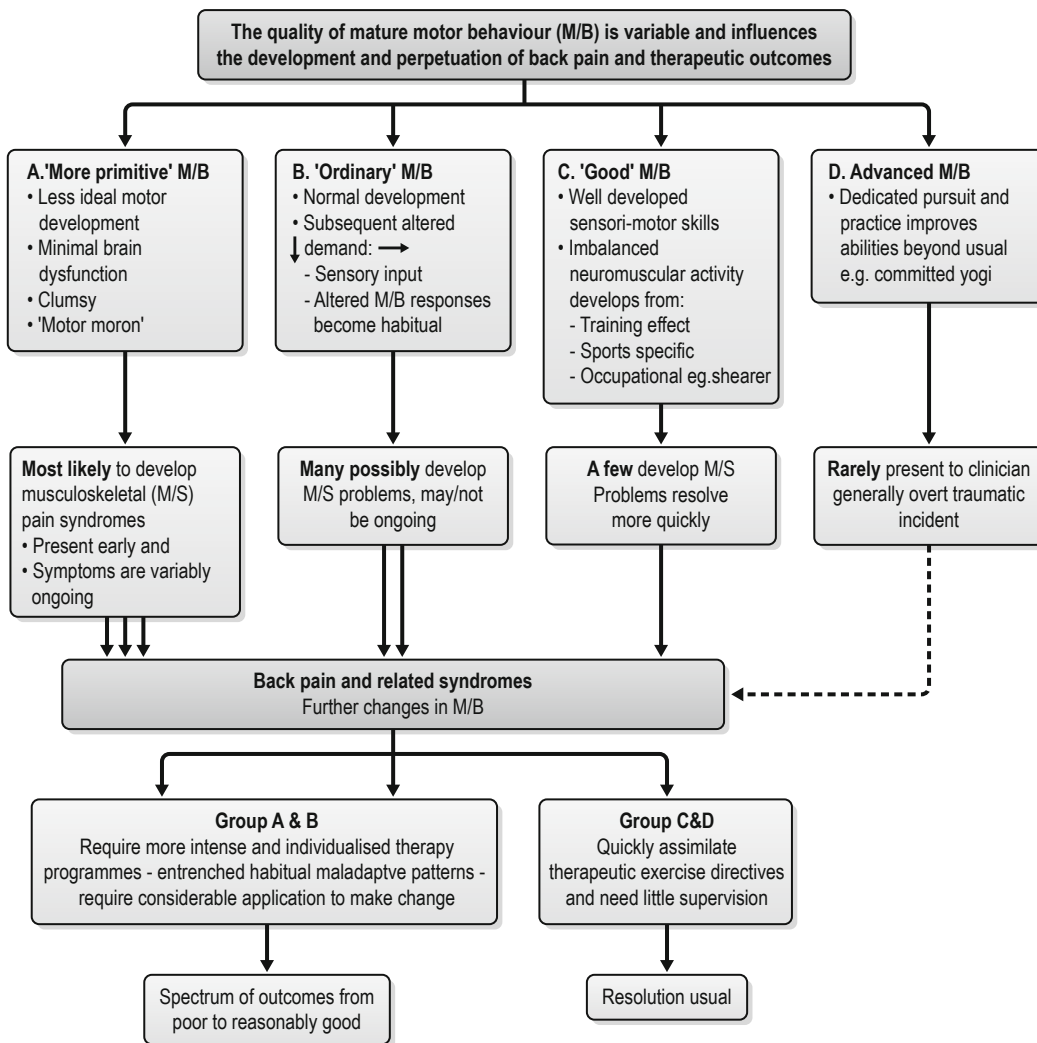 The quality of mature motor behaviour (M/B) is variable and influences
the development and perpetuation of back pain and therapeutic outcomes
A.'More primitive' M/B
• Less ideal motor
development
• Minimal brain
dysfunction
• Clumsy
• 'Motor moron'
B. 'Ordinary' M/B
• Normal development
• Subsequent altered
↓ demand: →
- Sensory input
- Altered M/B responses
become habitual
C. 'Good' M/B
• Well developed
sensori-motor skills
• Imbalanced
neuromuscular activity
develops from:
- Training effect
- Sports specific
- Occupational eg.shearer
D. Advanced M/B
• Dedicated pursuit and
practice improves
abilities beyond usual
e.g. committed yogi
Most likely to develop
musculoskeletal (M/S)
pain syndromes
• Present early and
• Symptoms are variably
ongoing
Many possibly develop
M/S problems, may/not
be ongoing
A few develop M/S
Problems resolve
more quickly
Rarely present to clinician
generally overt traumatic
incident
Back pain and related syndromes
Further changes in M/B
Group A & B
Require more intense and individualised therapy
programmes - entrenched habitual maladaptve patterns -
require considerable application to make change
Group C&D
Quickly assimilate
therapeutic exercise directives
and need little supervision
Spectrum of outcomes from
poor to reasonably good
Resolution usual